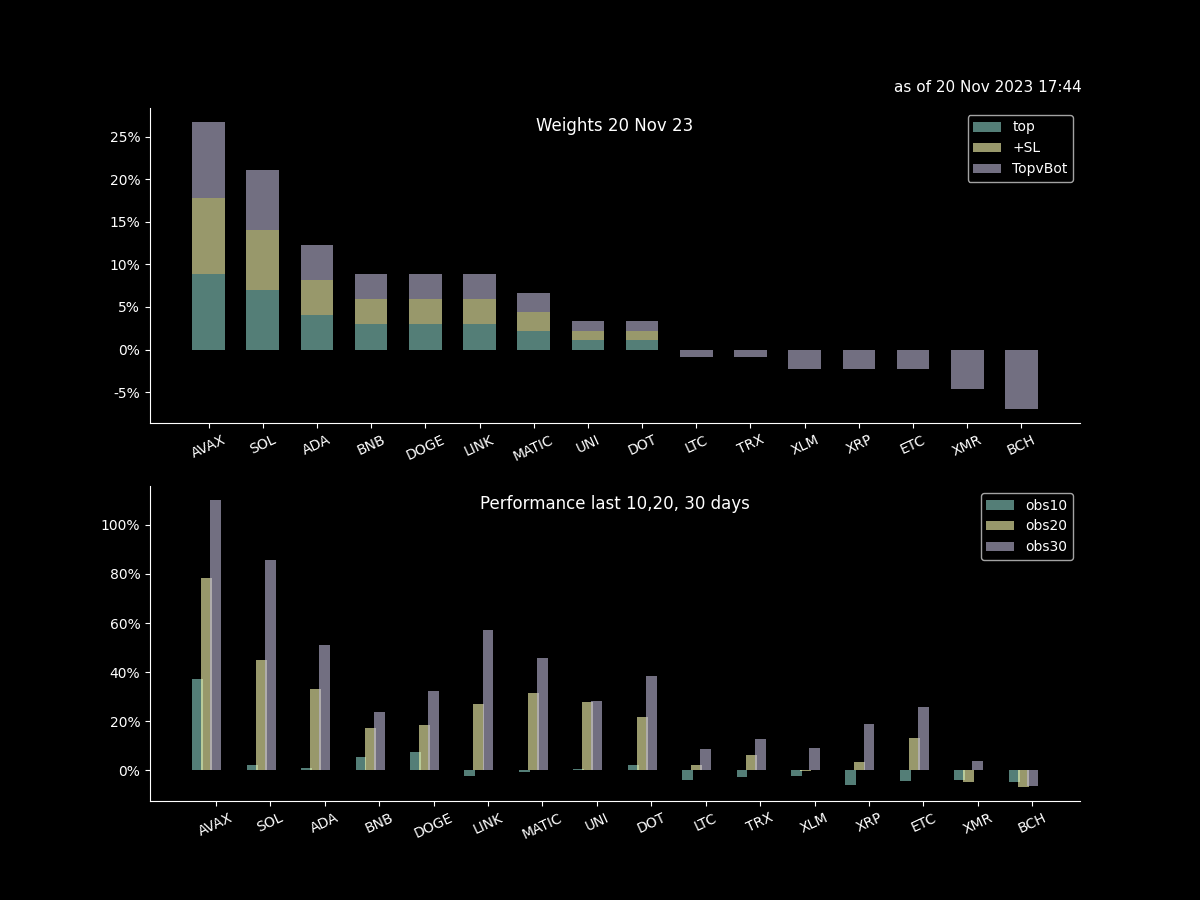 as of 20 Nov 2023 17:44
Weights 20 Nov 23
top
+SL
TopvBot
25%
20%
15%
10%
5%
0%
-5%
AVAX SOL ADA BNB DOGE LINK MATIC UNI DOT LTC TRX XLM XRP ETC XMR BCH
Performance last 10,20, 30 days
obs10
obs20
obs30
100%
80%
60%
40%
20%
0%
AVAX SOL ADA BNB DOGE LINK MATIC UNI DOT LTC TRX XLM XRP ETC XMR BCH